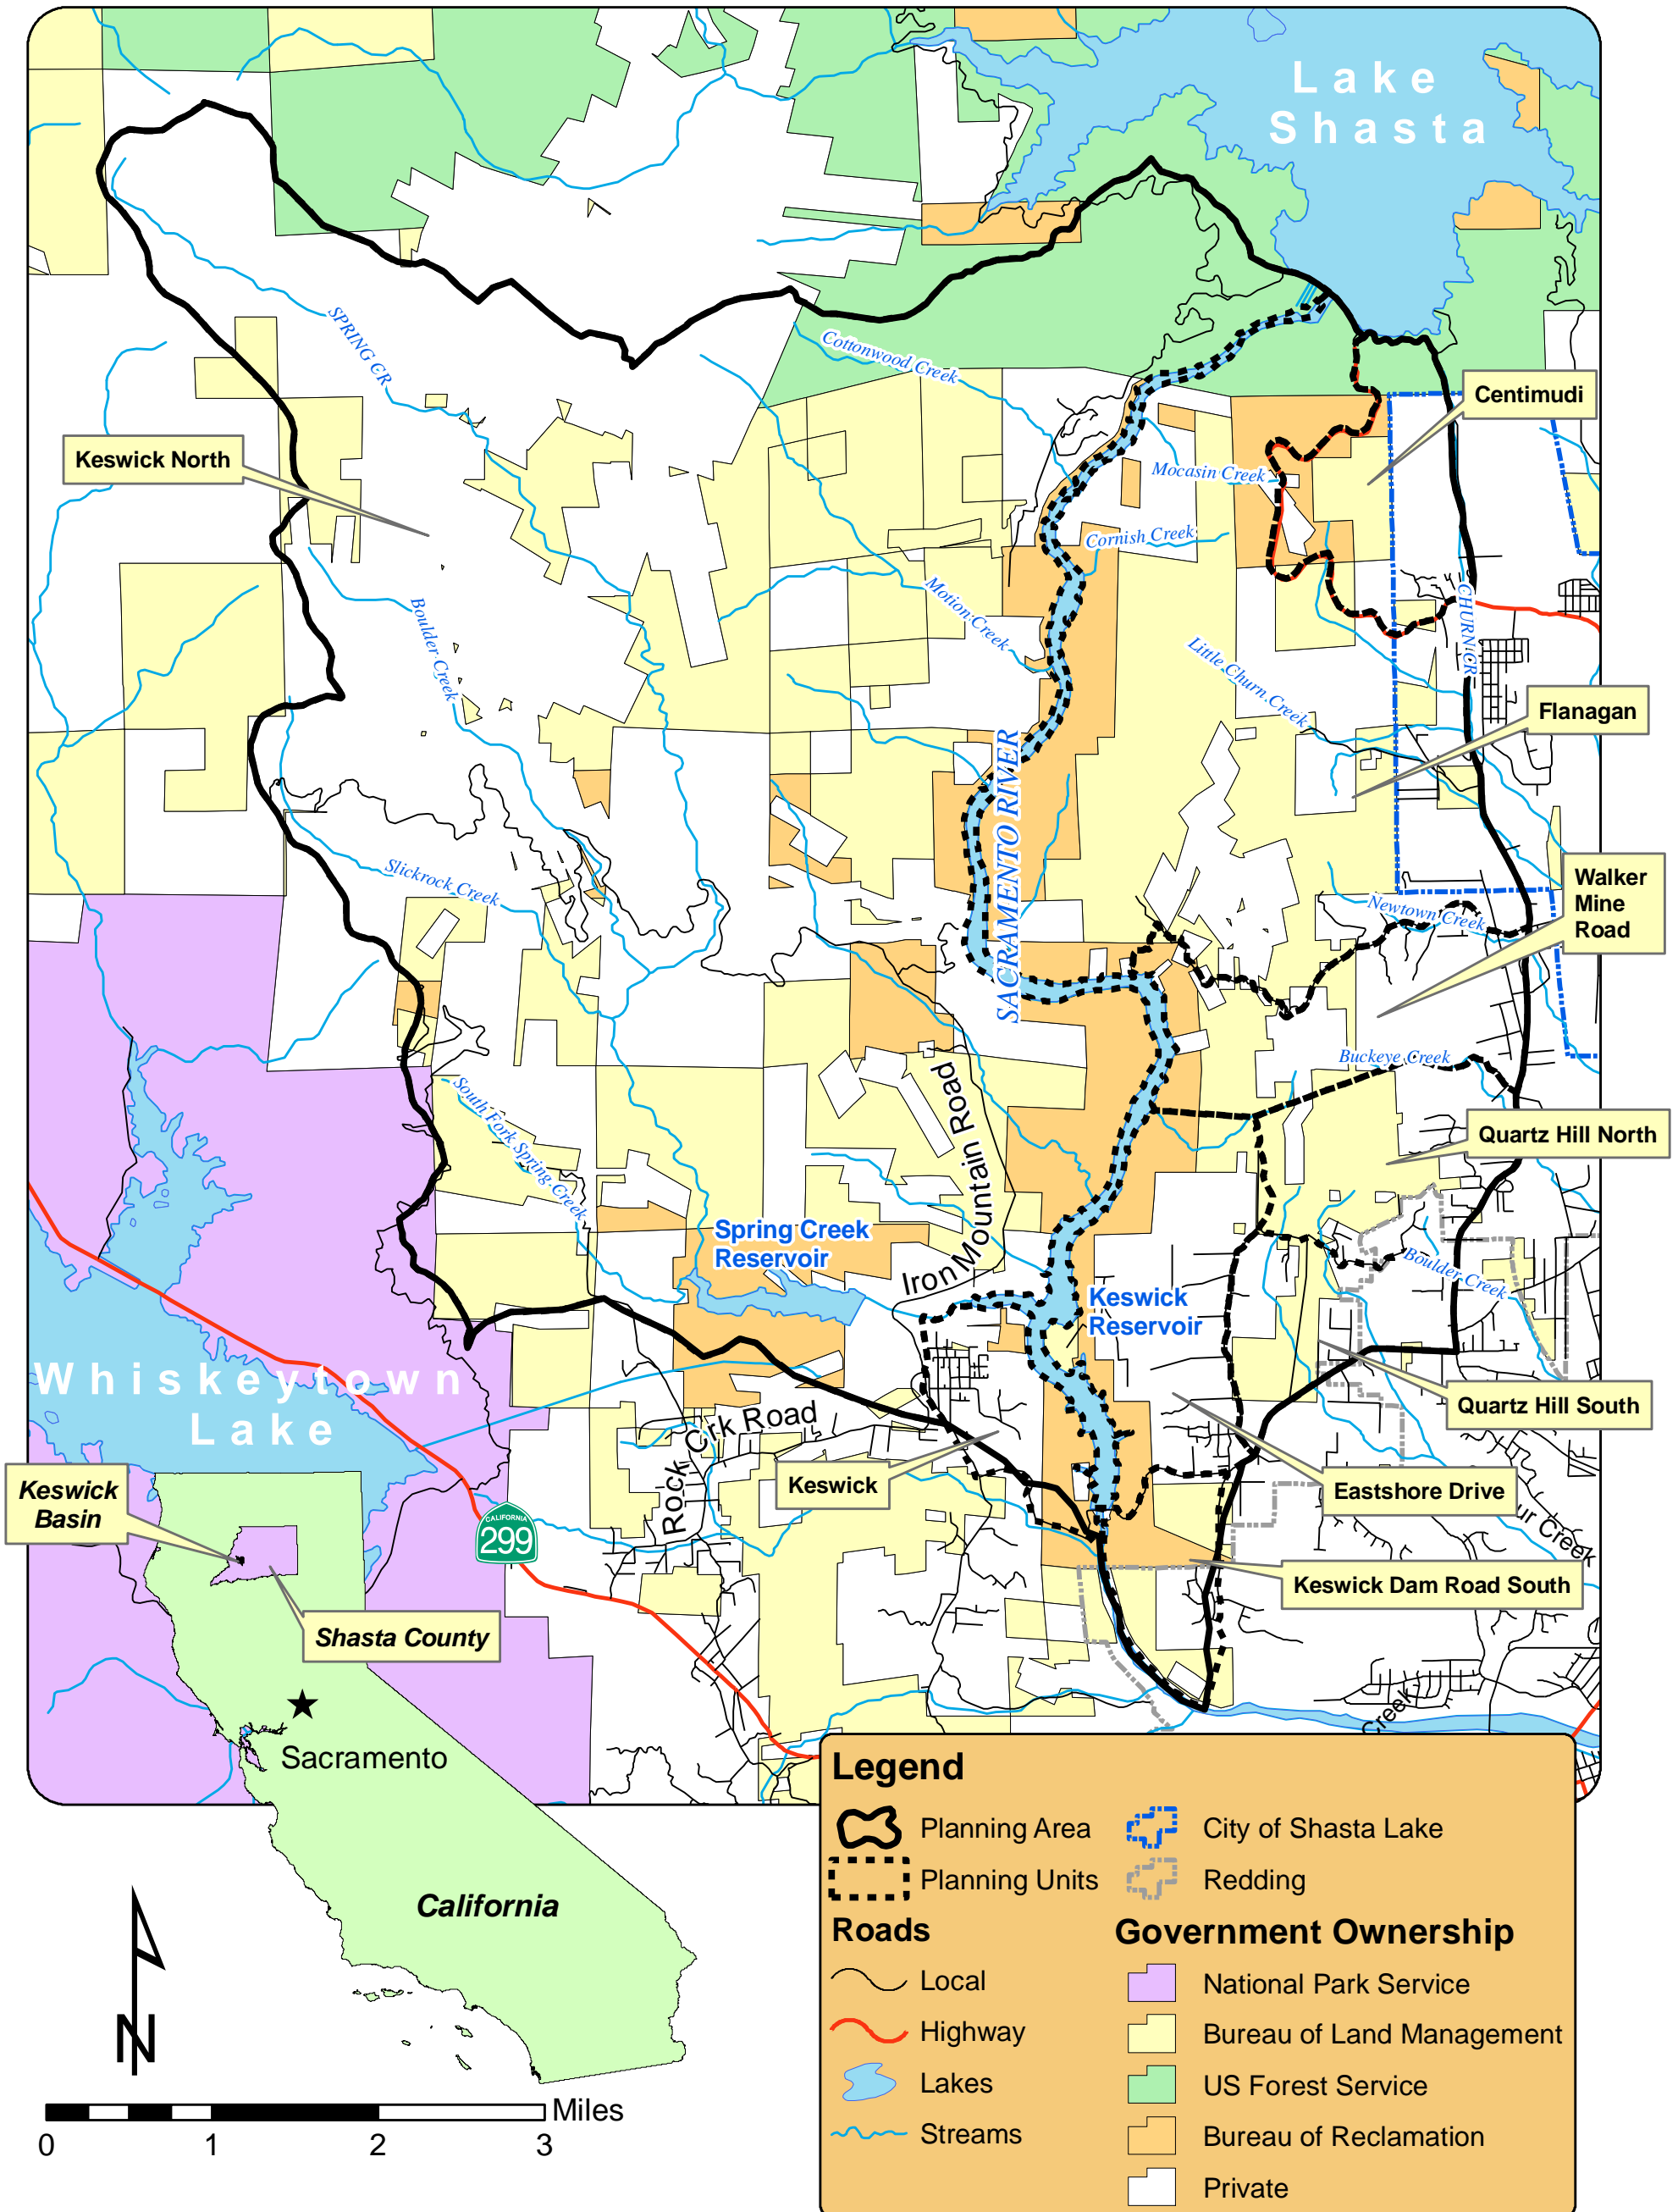 Lake
Shasta
SPRING CR
Cottonwood Creek
Centimudi
Keswick North
Mocasin Creek
Cornish Creek
Motion Creek
Boulder Creek
CHURN CR
Little Churn Creek
Flanagan
SACRAMENTO RIVER
Slickrock Creek
Walker
Mine
Road
Newtown Creek
Buckeye Creek
South Fork Spring Creek
Iron Mountain Road
Quartz Hill North
Spring Creek
Reservoir
Boulder Creek
Keswick
Reservoir
Whiskeytown
Lake
Quartz Hill South
Rock Crk Road
Keswick
Eastshore Drive
Keswick
Basin
CALIFORNIA
299
ur Creek
Keswick Dam Road South
Shasta County
Creek
Sacramento
California
N
Miles
0 1 2 3
Legend
Planning Area
Planning Units
City of Shasta Lake
Redding
Roads
Local
Highway
Lakes
Streams
Government Ownership
National Park Service
Bureau of Land Management
US Forest Service
Bureau of Reclamation
Private